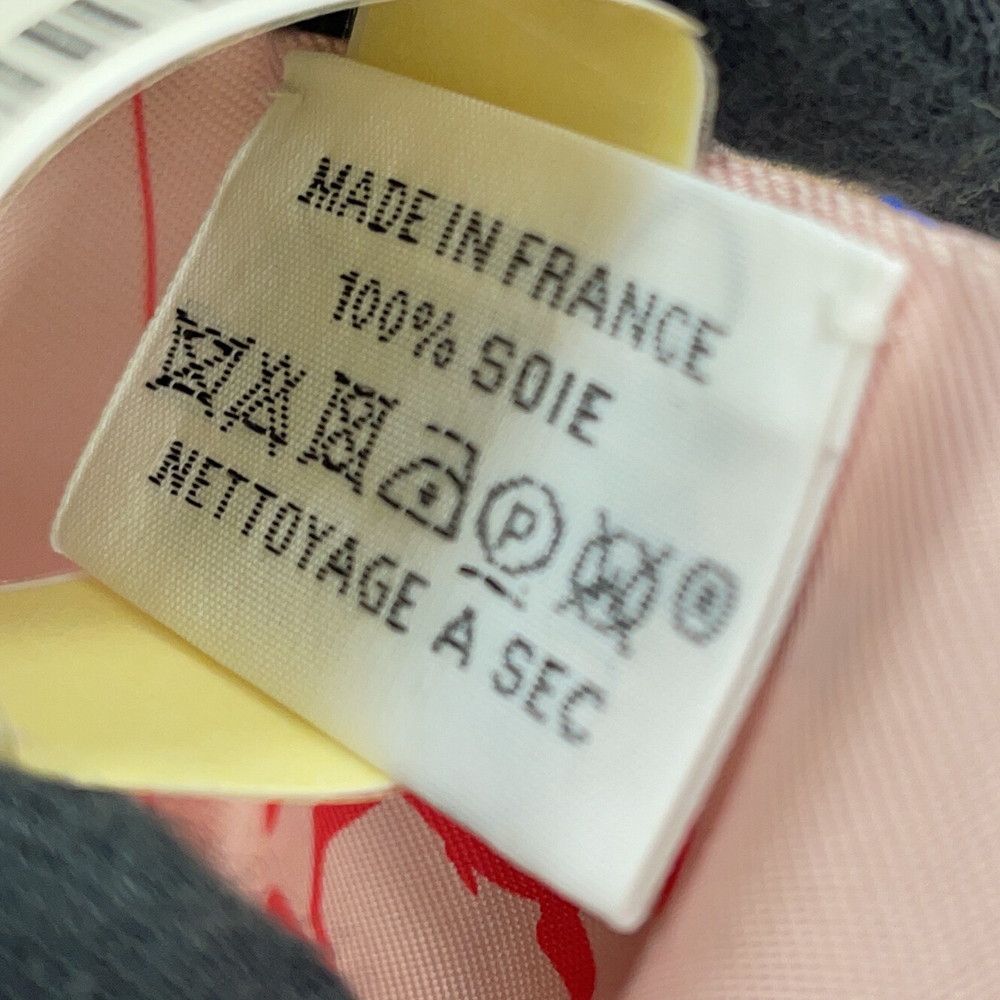 MADE IN FRANCE
100% SOIE
P
NETTOYAGE A SEC